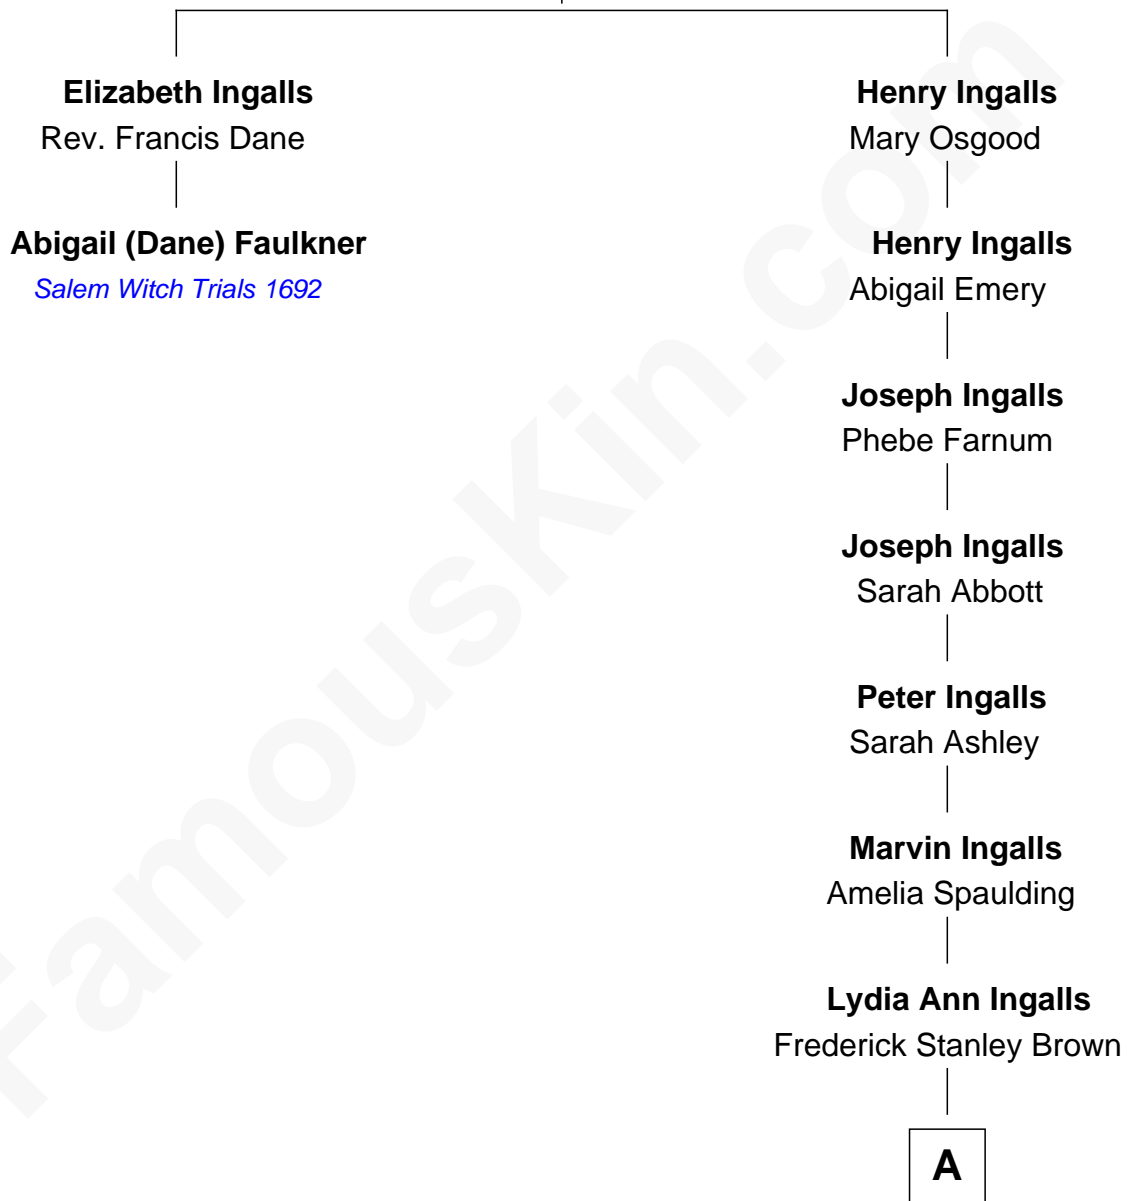 Elizabeth Ingalls
Rev. Francis Dane
Abigail (Dane) Faulkner
Salem Witch Trials 1692
Henry Ingalls
Mary Osgood
Henry Ingalls
Abigail Emery
Joseph Ingalls
Phebe Farnum
Joseph Ingalls
Sarah Abbott
Peter Ingalls
Sarah Ashley
Marvin Ingalls
Amelia Spaulding
Lydia Ann Ingalls
Frederick Stanley Brown
A
FamousKin.com